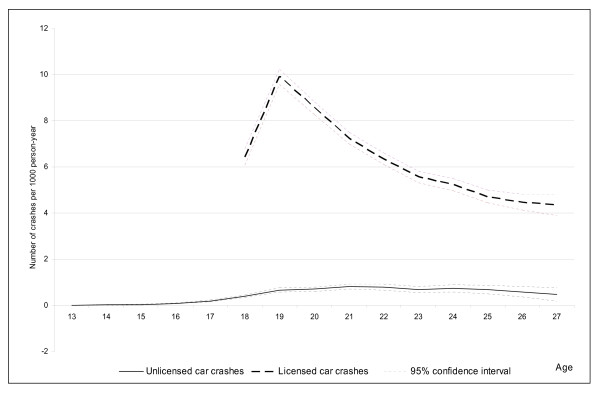 12
10
8
6
4
2
0
-2
Number of crashes per 1000 person-year
13 14 15 16 17 18 19 20 21 22 23 24 25 26 27
Age
Unlicensed car crashes Licensed car crashes 95% confidence interval